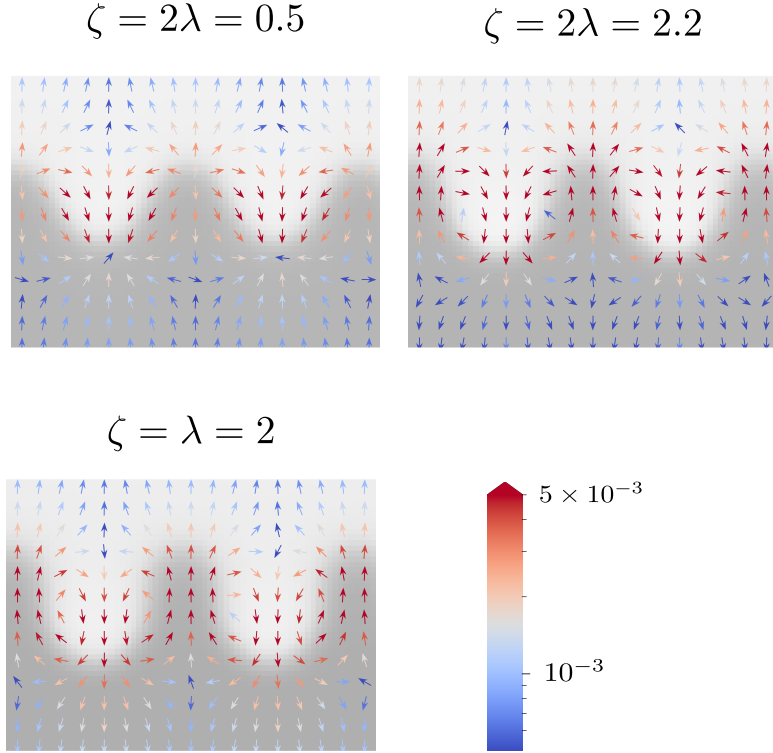 ζ = 2λ = 0.5
ζ = 2λ = 2.2
ζ = λ = 2
5 × 10⁻³
10⁻³